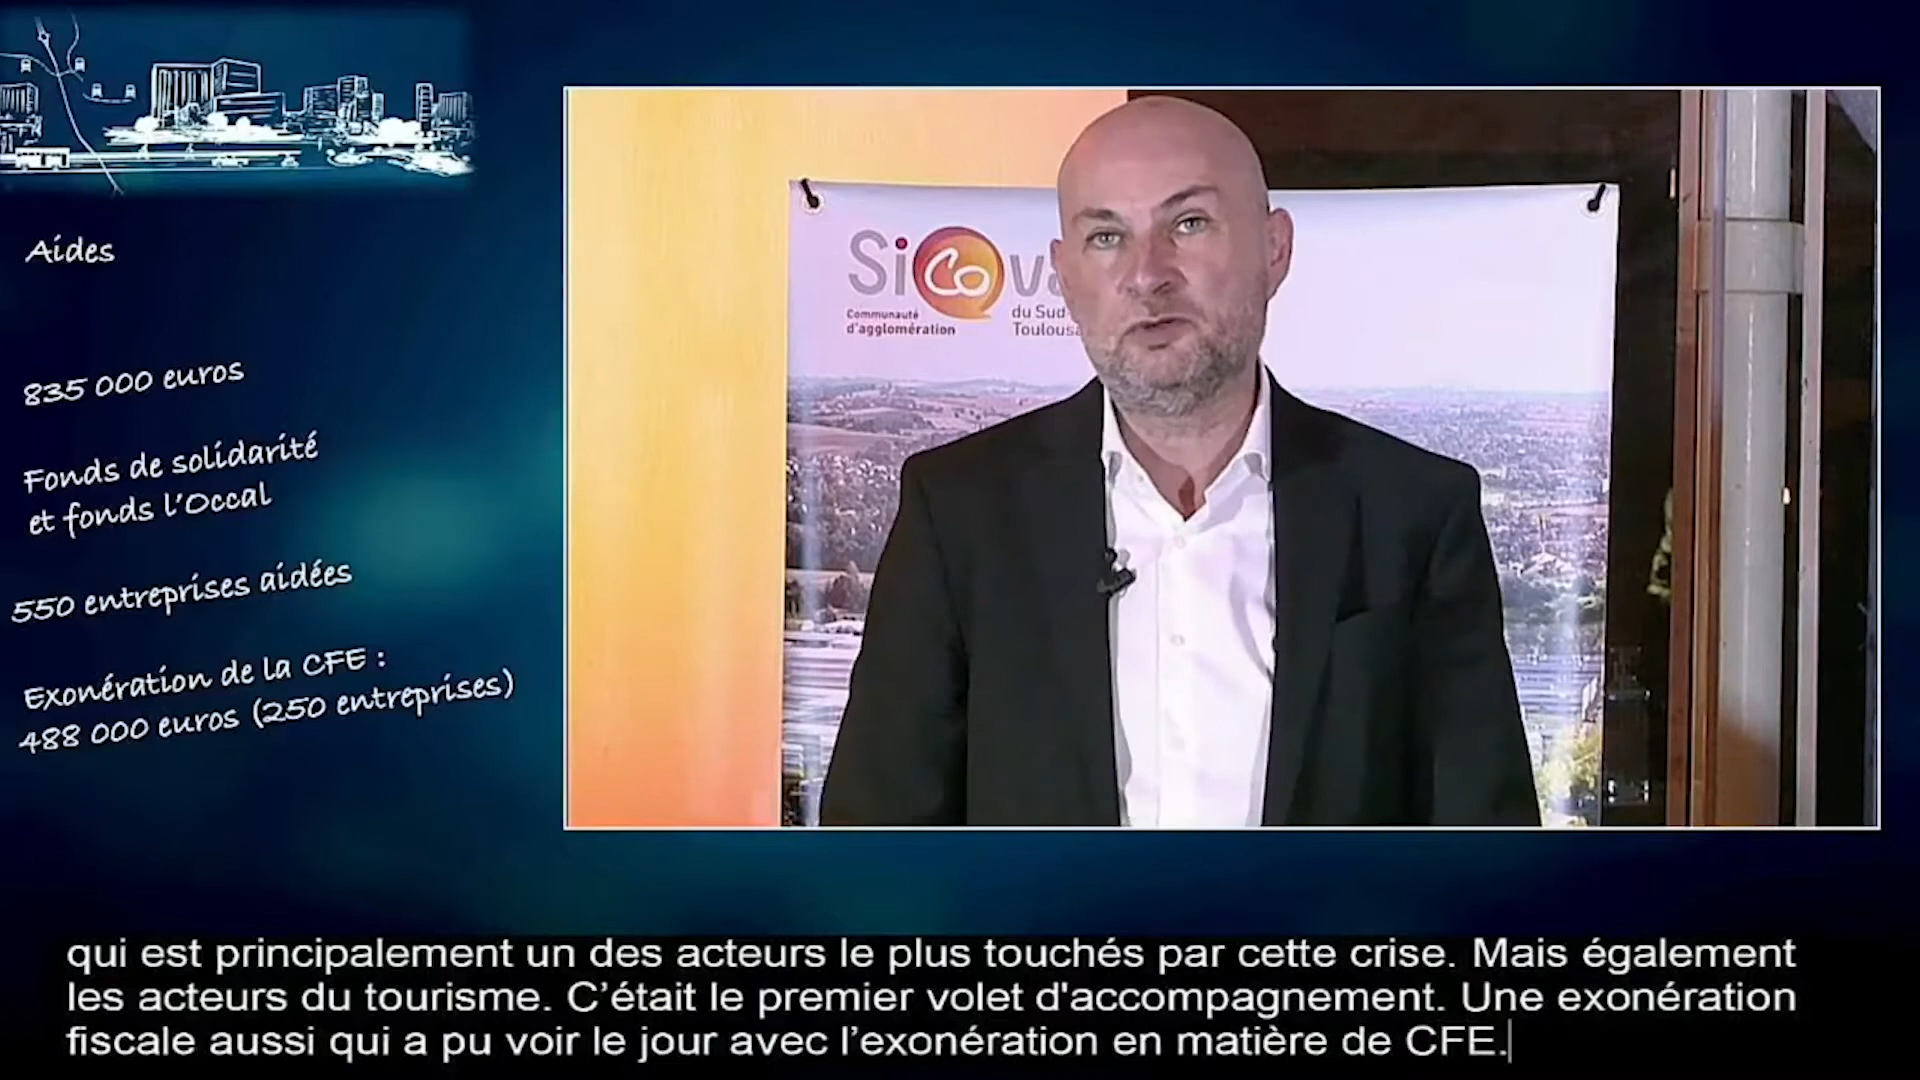 Aides
835 000 euros
Fonds de solidarité
et fonds l'Occal
550 entreprises aidées
Exonération de la CFE :
488 000 euros (250 entreprises)
Communauté
d'agglomération
du Sud-
qui est principalement un des acteurs le plus touchés par cette crise. Mais également
les acteurs du tourisme. C’était le premier volet d'accompagnement. Une exonération
fiscale aussi qui a pu voir le jour avec l’exonération en matière de CFE.